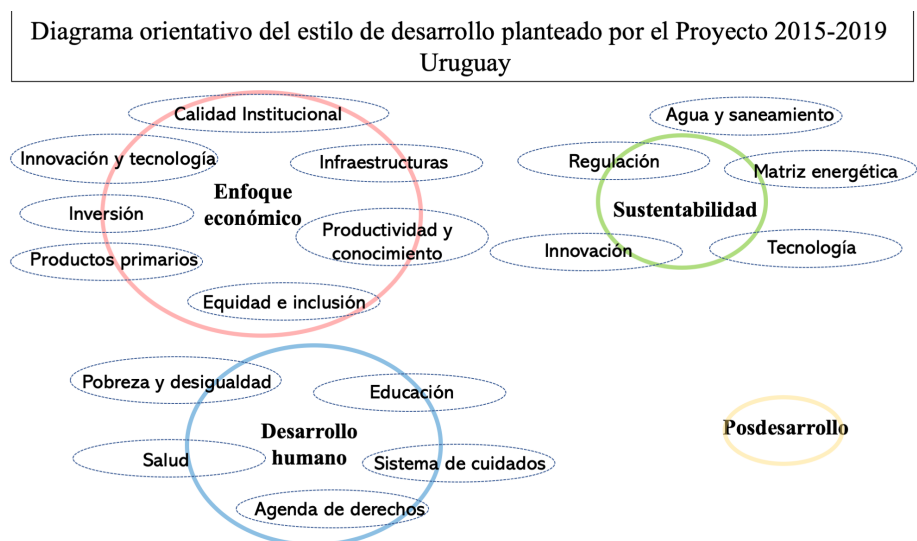 Diagrama orientativo del estilo de desarrollo planteado por el Proyecto 2015-2019
Uruguay
Calidad Institucional
Innovación y tecnología
Infraestructuras
Enfoque
económico
Inversión
Productividad y
conocimiento
Productos primarios
Equidad e inclusión
Agua y saneamiento
Regulación
Matriz energética
Sustentabilidad
Innovación
Tecnología
Pobreza y desigualdad
Educación
Desarrollo
humano
Salud
Sistema de cuidados
Agenda de derechos
Posdesarrollo